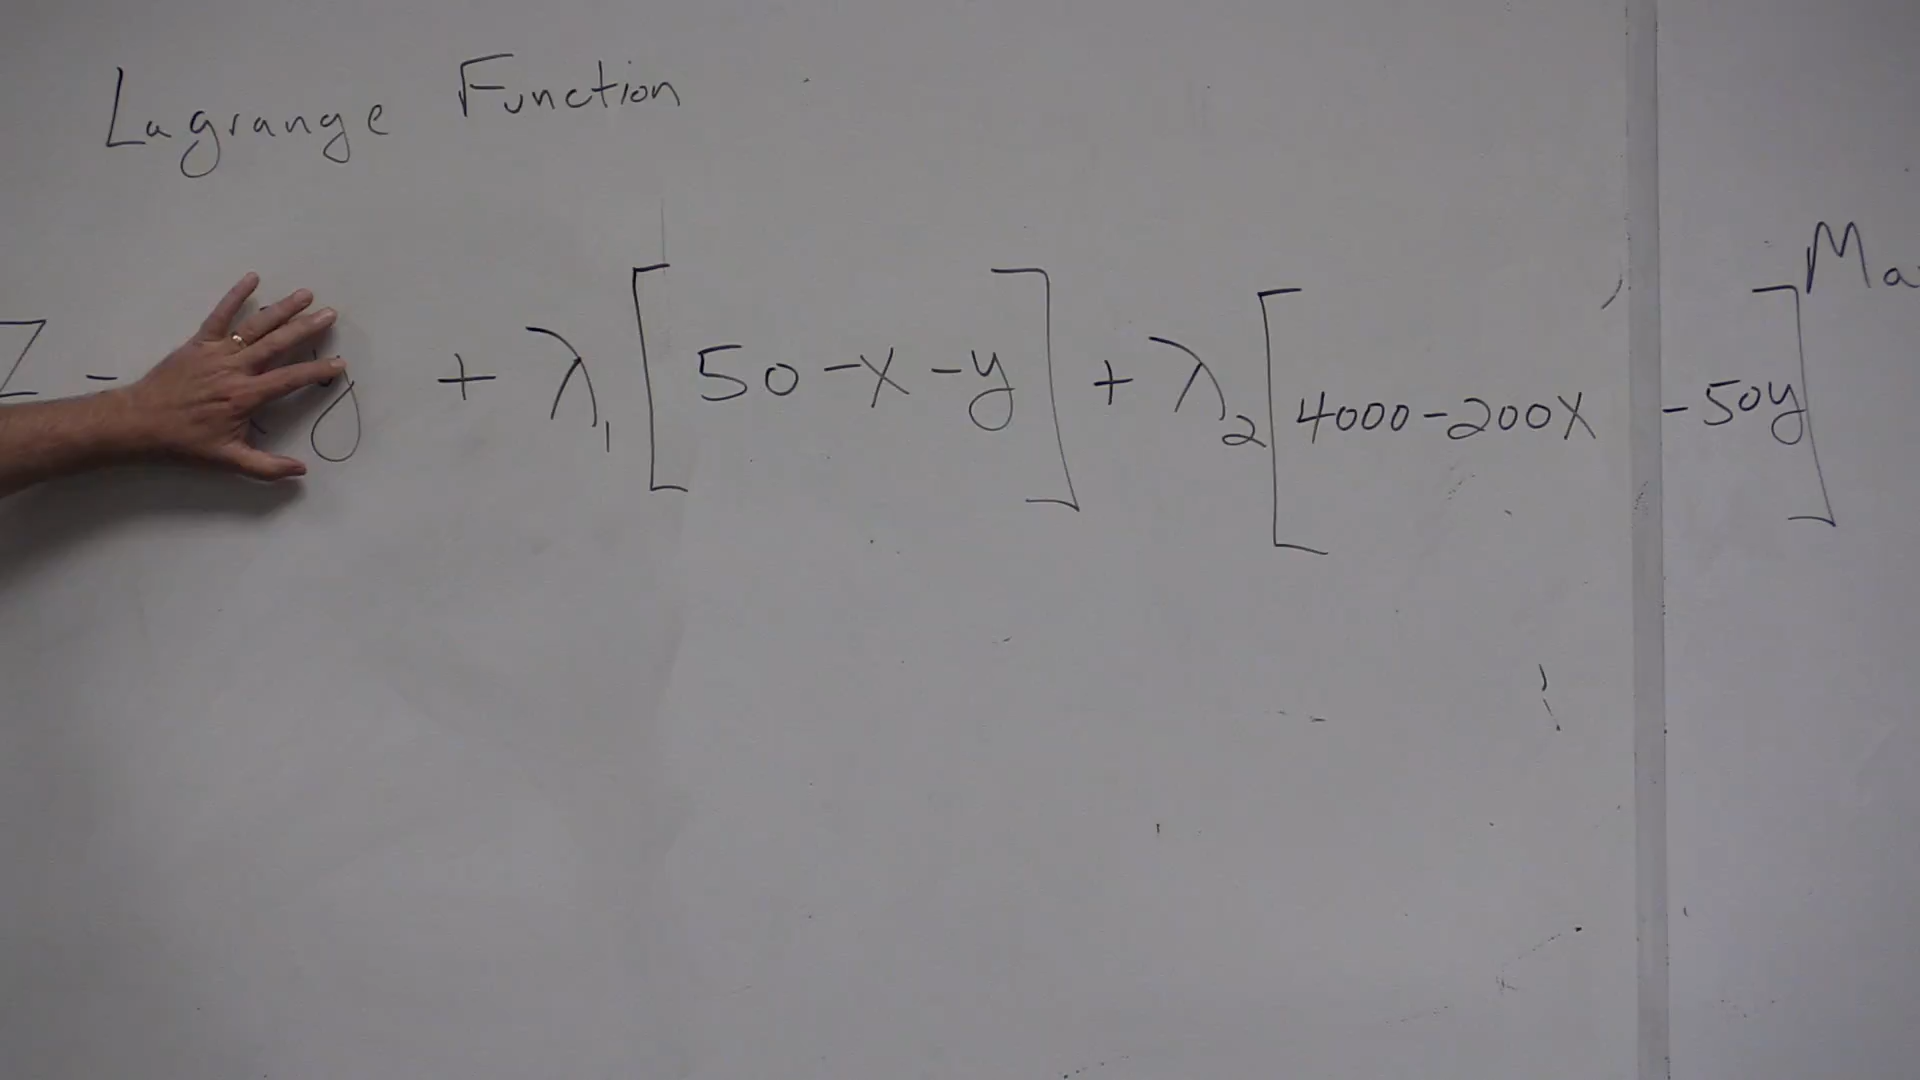 Lagrange Function
Z = y + λ₁ [50 - x - y] + λ₂ [4000 - 200x - 50y]
Ma